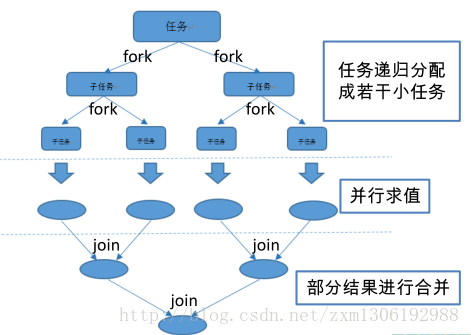 任务
fork
fork
子任务
子任务
任务递归分配
成若干小任务
fork
fork
子任务
子任务
子任务
子任务
并行求值
join
join
部分结果进行合并
join
http://blog.csdn.net/zxm1306192988